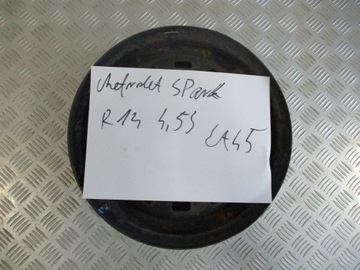 Chevrolet Spark
R14 4,5J ET45